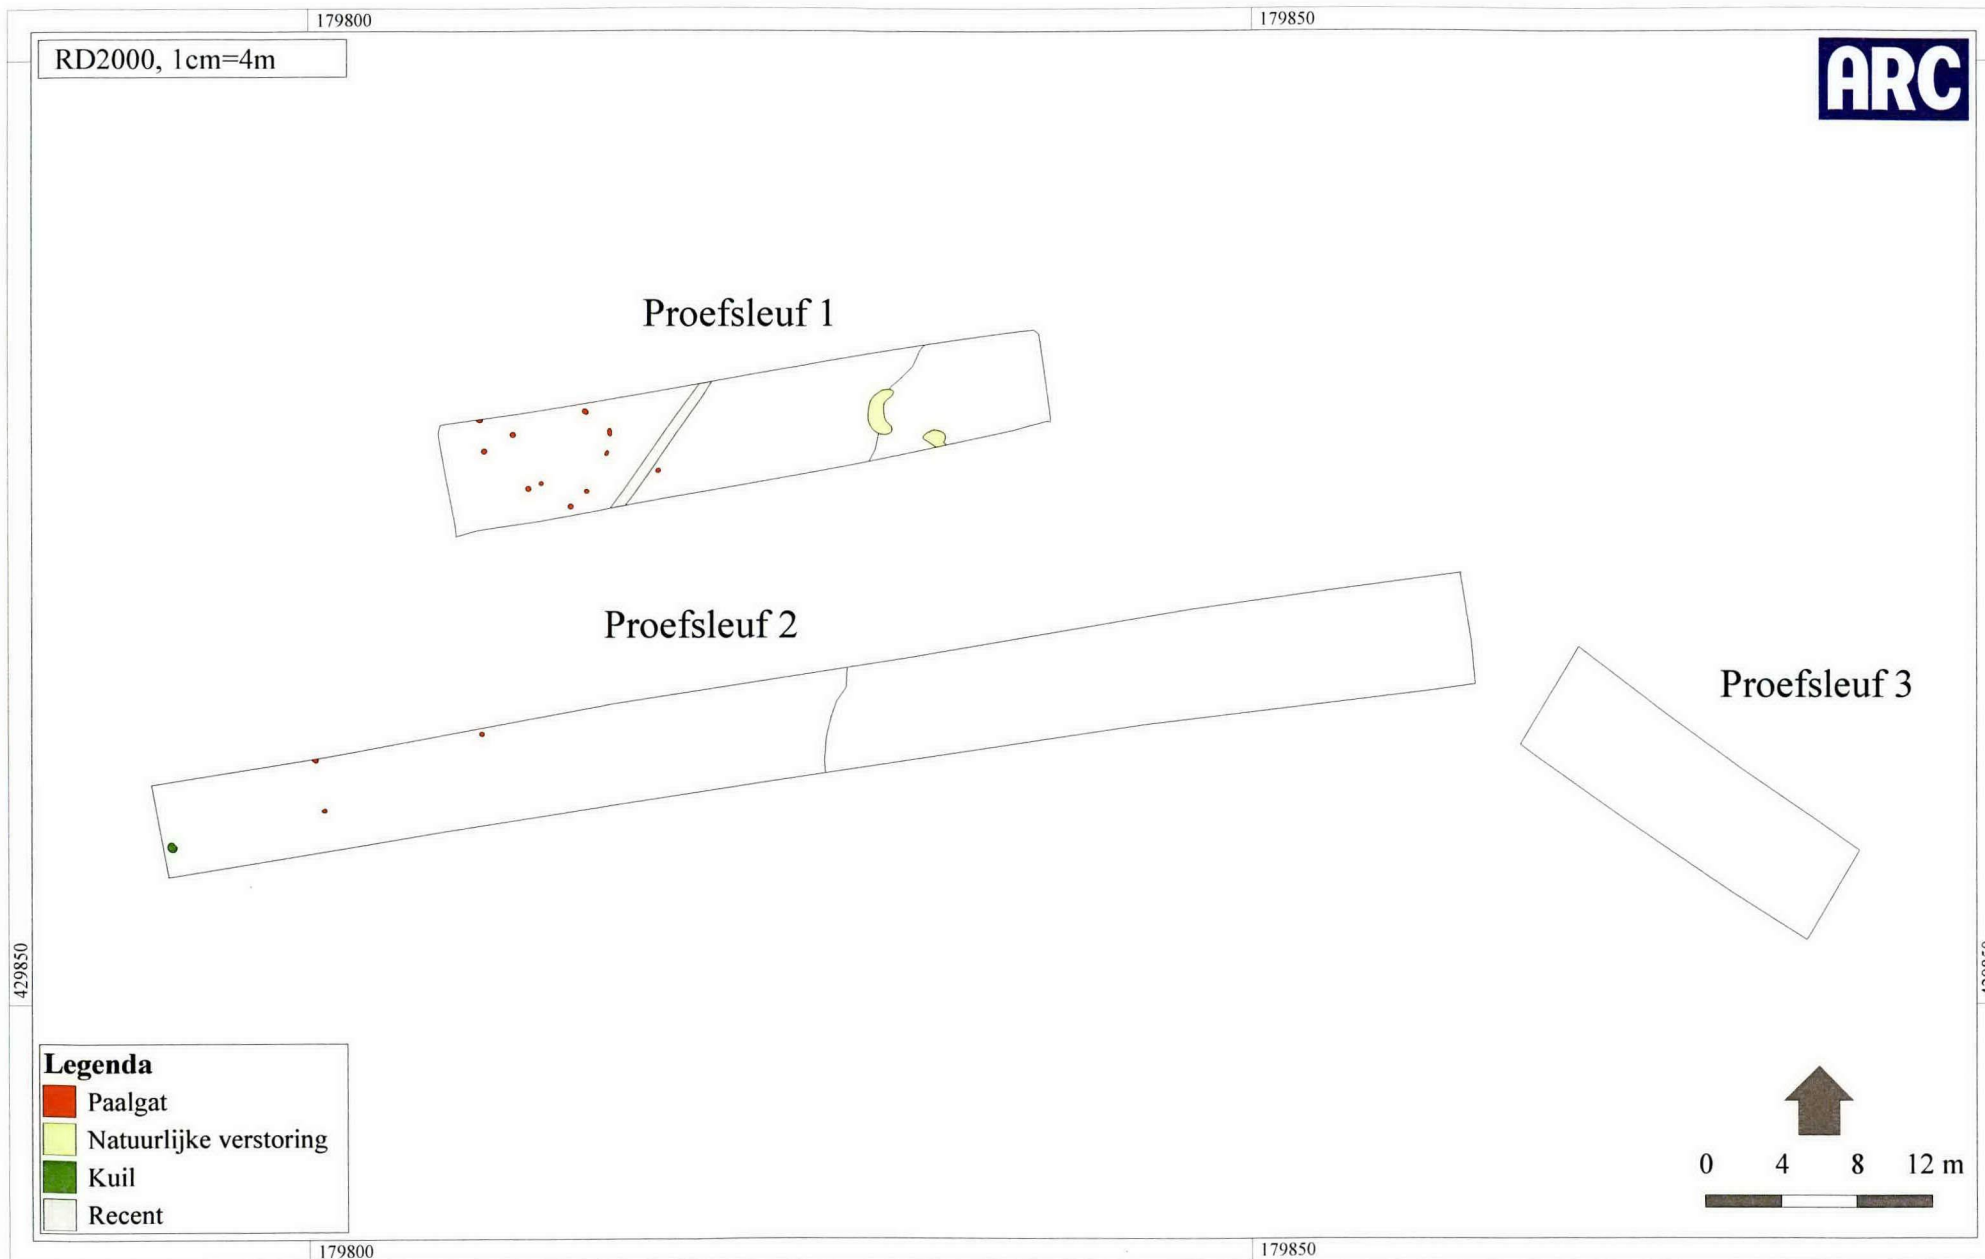 179800
179850
RD2000, 1cm=4m
ARC
Proefsleuf 1
Proefsleuf 2
Proefsleuf 3
429850
429850
Legenda
Paalgat
Natuurlijke verstoring
Kuil
Recent
0 4 8 12 m
179800
179850